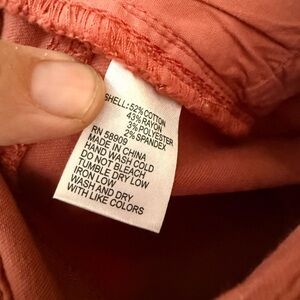 SHELL: 52% COTTON
43% RAYON
3% POLYESTER
2% SPANDEX
RN 58909
MADE IN CHINA
HAND WASH COLD
DO NOT BLEACH
TUMBLE DRY LOW
IRON LOW
WASH AND DRY
WITH LIKE COLORS